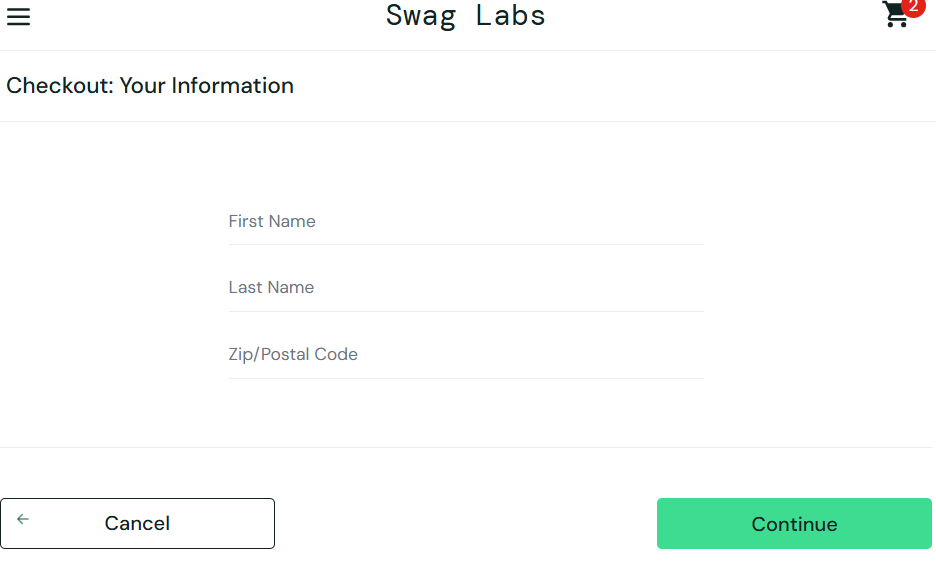 Swag Labs
2
Checkout: Your Information
First Name
Last Name
Zip/Postal Code
Cancel
Continue